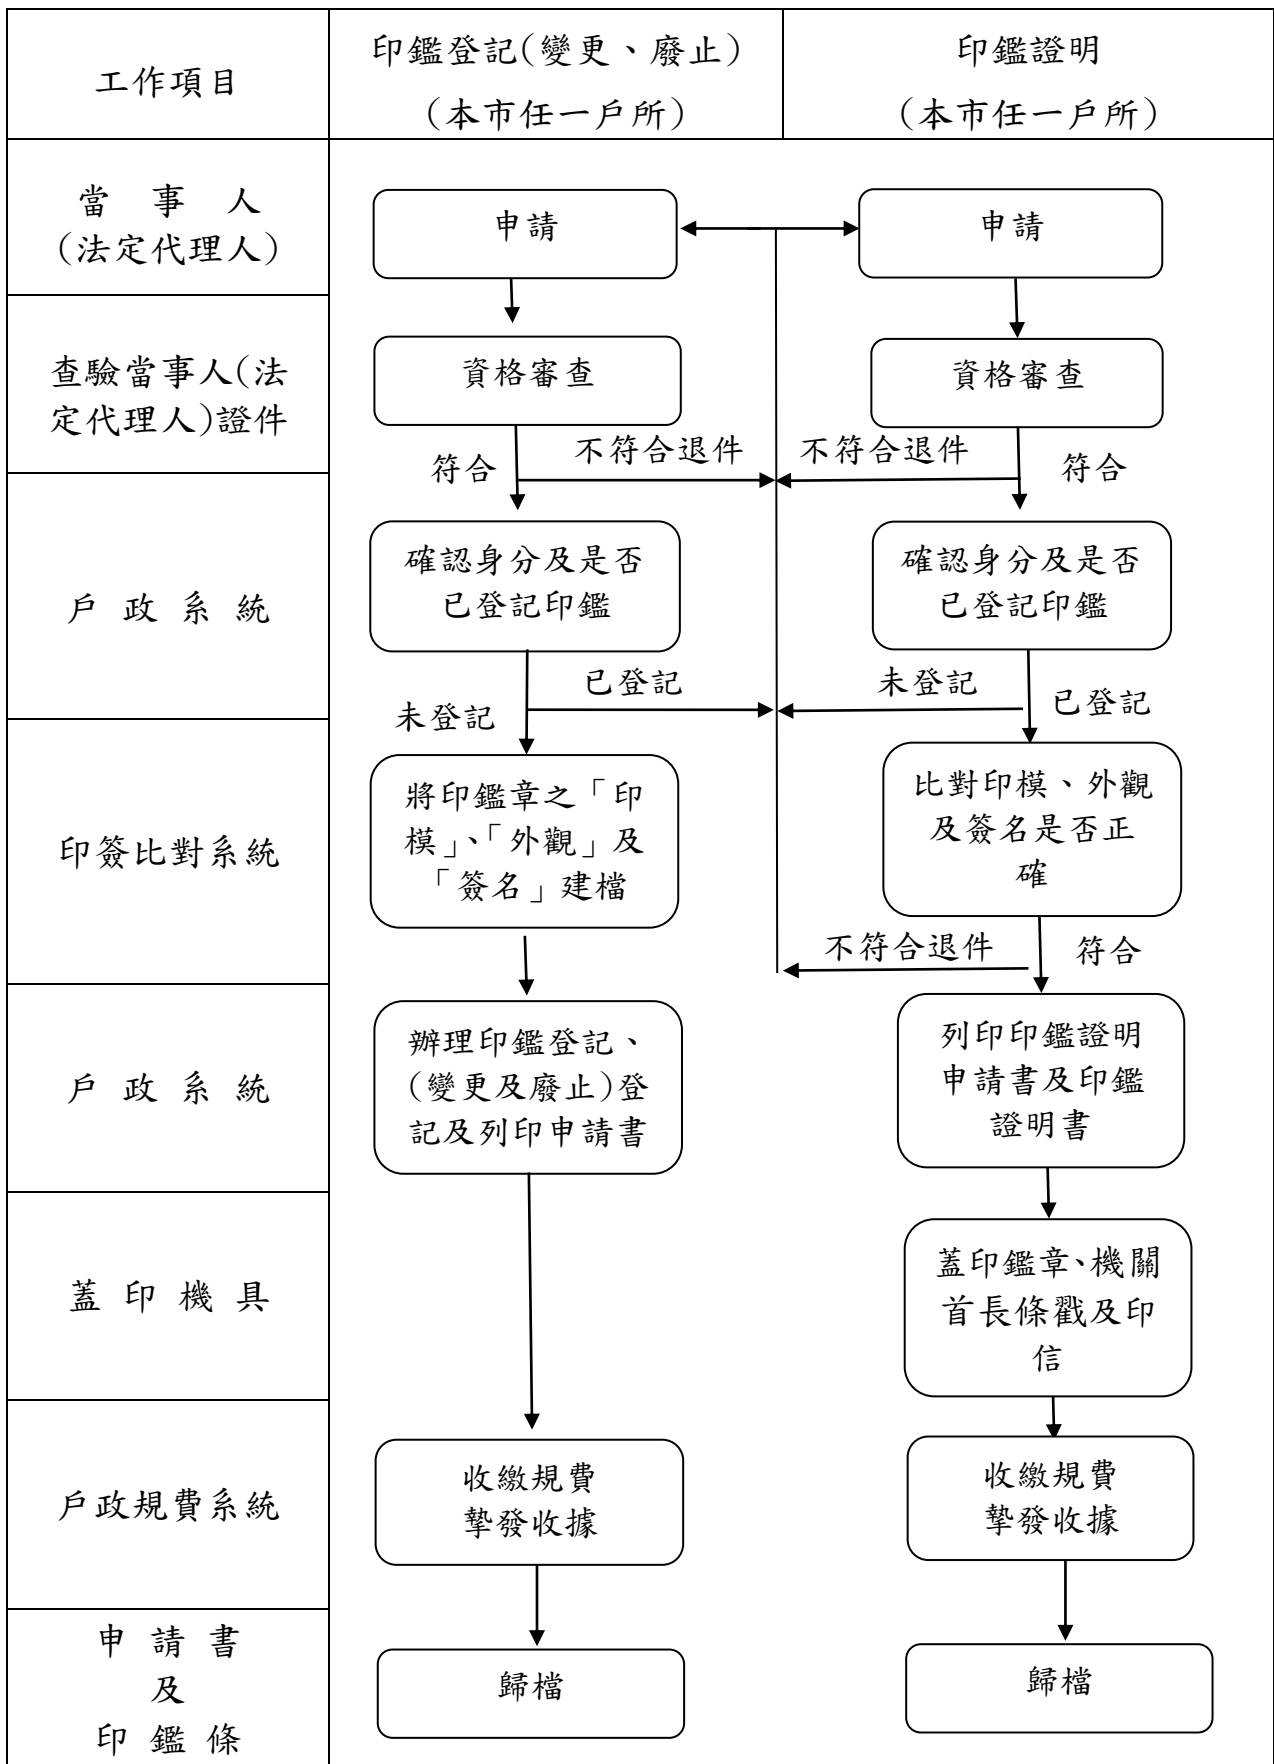 工作項目
印鑑登記(變更、廢止)
(本市任一戶所)
印鑑證明
(本市任一戶所)
當事人
(法定代理人)
申請
申請
查驗當事人(法
定代理人)證件
資格審查
資格審查
符合
不符合退件
不符合退件
符合
戶政系統
確認身分及是否
已登記印鑑
確認身分及是否
已登記印鑑
未登記
已登記
未登記
已登記
印簽比對系統
將印鑑章之「印
模」、「外觀」及
「簽名」建檔
比對印模、外觀
及簽名是否正
確
不符合退件
符合
戶政系統
辦理印鑑登記、
(變更及廢止)登
記及列印申請書
列印印鑑證明
申請書及印鑑
證明書
蓋印機具
蓋印鑑章、機關
首長條戳及印
信
戶政規費系統
收繳規費
掣發收據
收繳規費
掣發收據
申請書
及
印鑑條
歸檔
歸檔